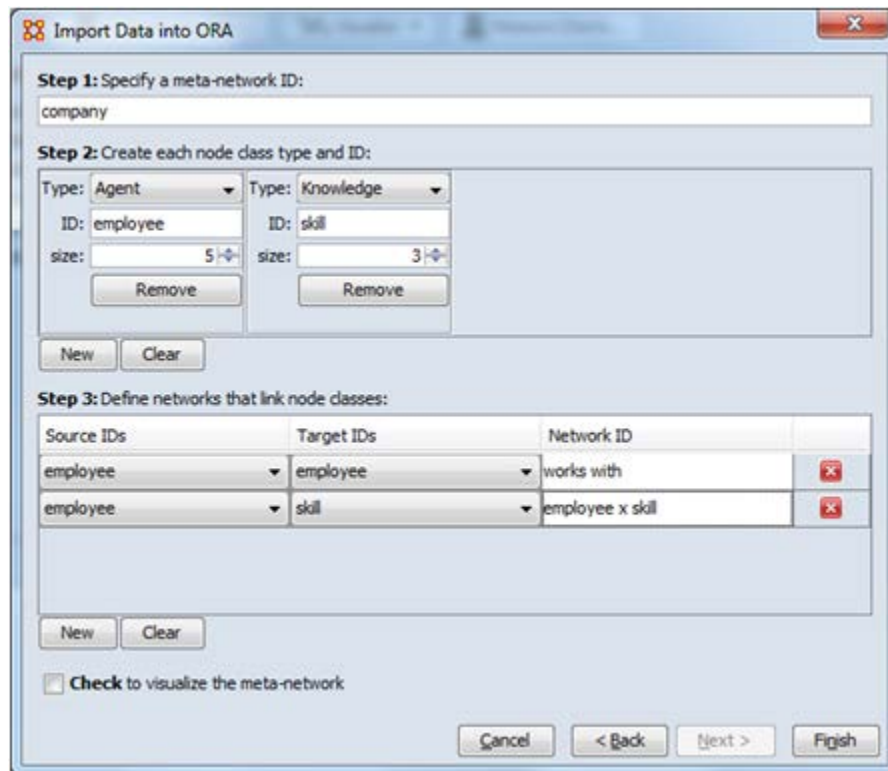 Import Data into ORA
Step 1: Specify a meta-network ID:
company
Step 2: Create each node class type and ID:
Type: Agent Type: Knowledge
ID: employee ID: skill
size: 5 size: 3
Remove Remove
New Clear
Step 3: Define networks that link node classes:
Source IDs Target IDs Network ID
employee employee works with
employee skill employee x skill
New Clear
Check to visualize the meta-network
Cancel < Back Next > Finish